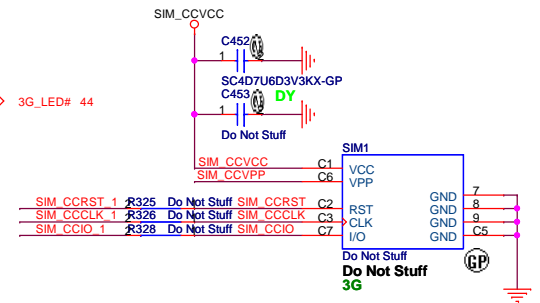 SIM_CCVCC
C452
1
SC4D7U6D3V3KX-GP
3G_LED# 44
C453 DY
1
Do Not Stuff
SIM1
SIM_CCVCC C1 VCC
SIM_CCVPP C6 VPP
GND 7
SIM_CCRST_1 R325 Do Not Stuff SIM_CCRST C2 RST GND 8
SIM_CCCLK_1 R326 Do Not Stuff SIM_CCCLK C3 CLK GND 9
SIM_CCIO_1 R328 Do Not Stuff SIM_CCIO C7 I/O GND C5
Do Not Stuff
Do Not Stuff
GP
3G